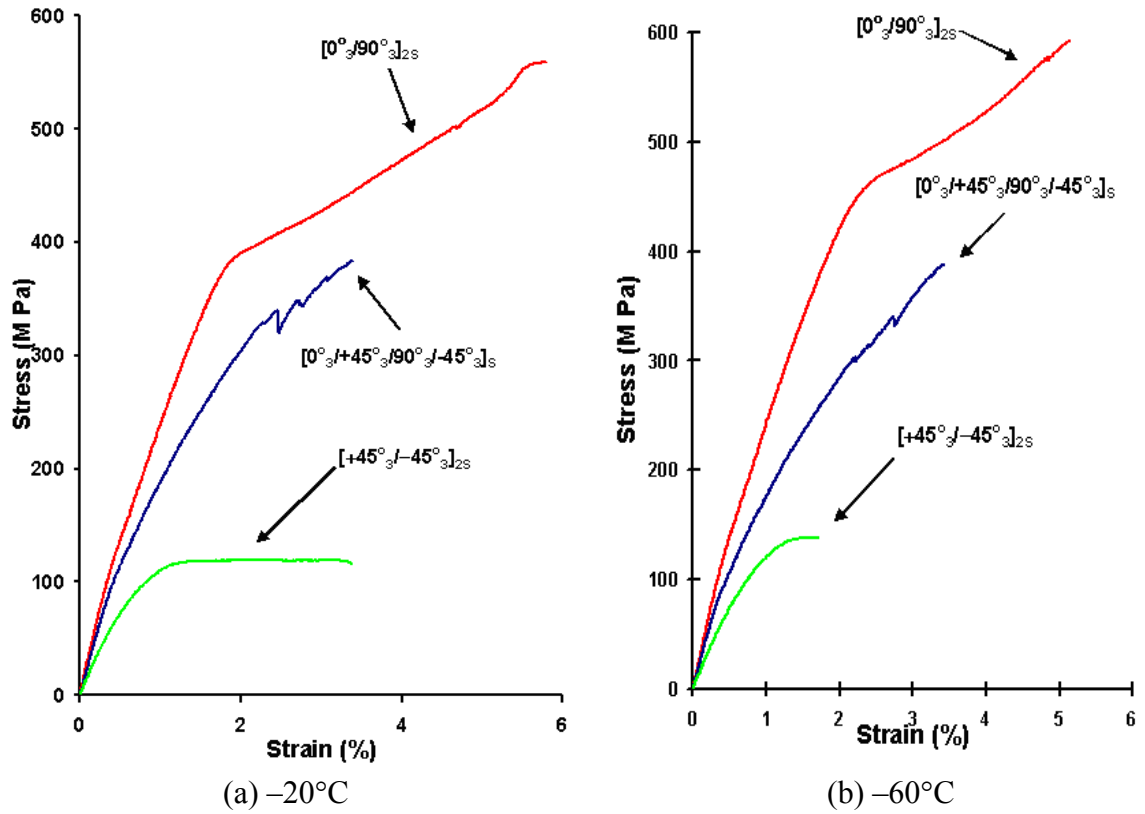 600
500
400
300
200
100
0
0
2
4
6
Stress (M Pa)
Strain (%)
[0°₃/90°₃]₂S
[0°₃/+45°₃/90°₃/-45°₃]S
[+45°₃/−45°₃]₂S
(a) –20°C
600
500
400
300
200
100
0
0
1
2
3
4
5
6
Stress (M Pa)
Strain (%)
[0°₃/90°₃]₂S
[0°₃/+45°₃/90°₃/-45°₃]S
[+45°₃/−45°₃]₂S
(b) –60°C